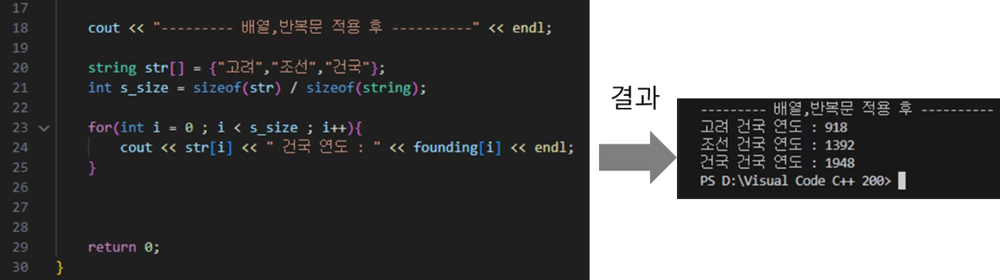 17
18 cout << "--------- 배열,반복문 적용 후 ----------" << endl;
19
20 string str[] = {"고려","조선","건국"};
21 int s_size = sizeof(str) / sizeof(string);
22
23 for(int i = 0 ; i < s_size ; i++){
24 cout << str[i] << " 건국 연도 : " << founding[i] << endl;
25 }
26
27
28
29 return 0;
30 }
결과
--------- 배열,반복문 적용 후 ----------
고려 건국 연도 : 918
조선 건국 연도 : 1392
건국 건국 연도 : 1948
PS D:\Visual Code C++ 200>